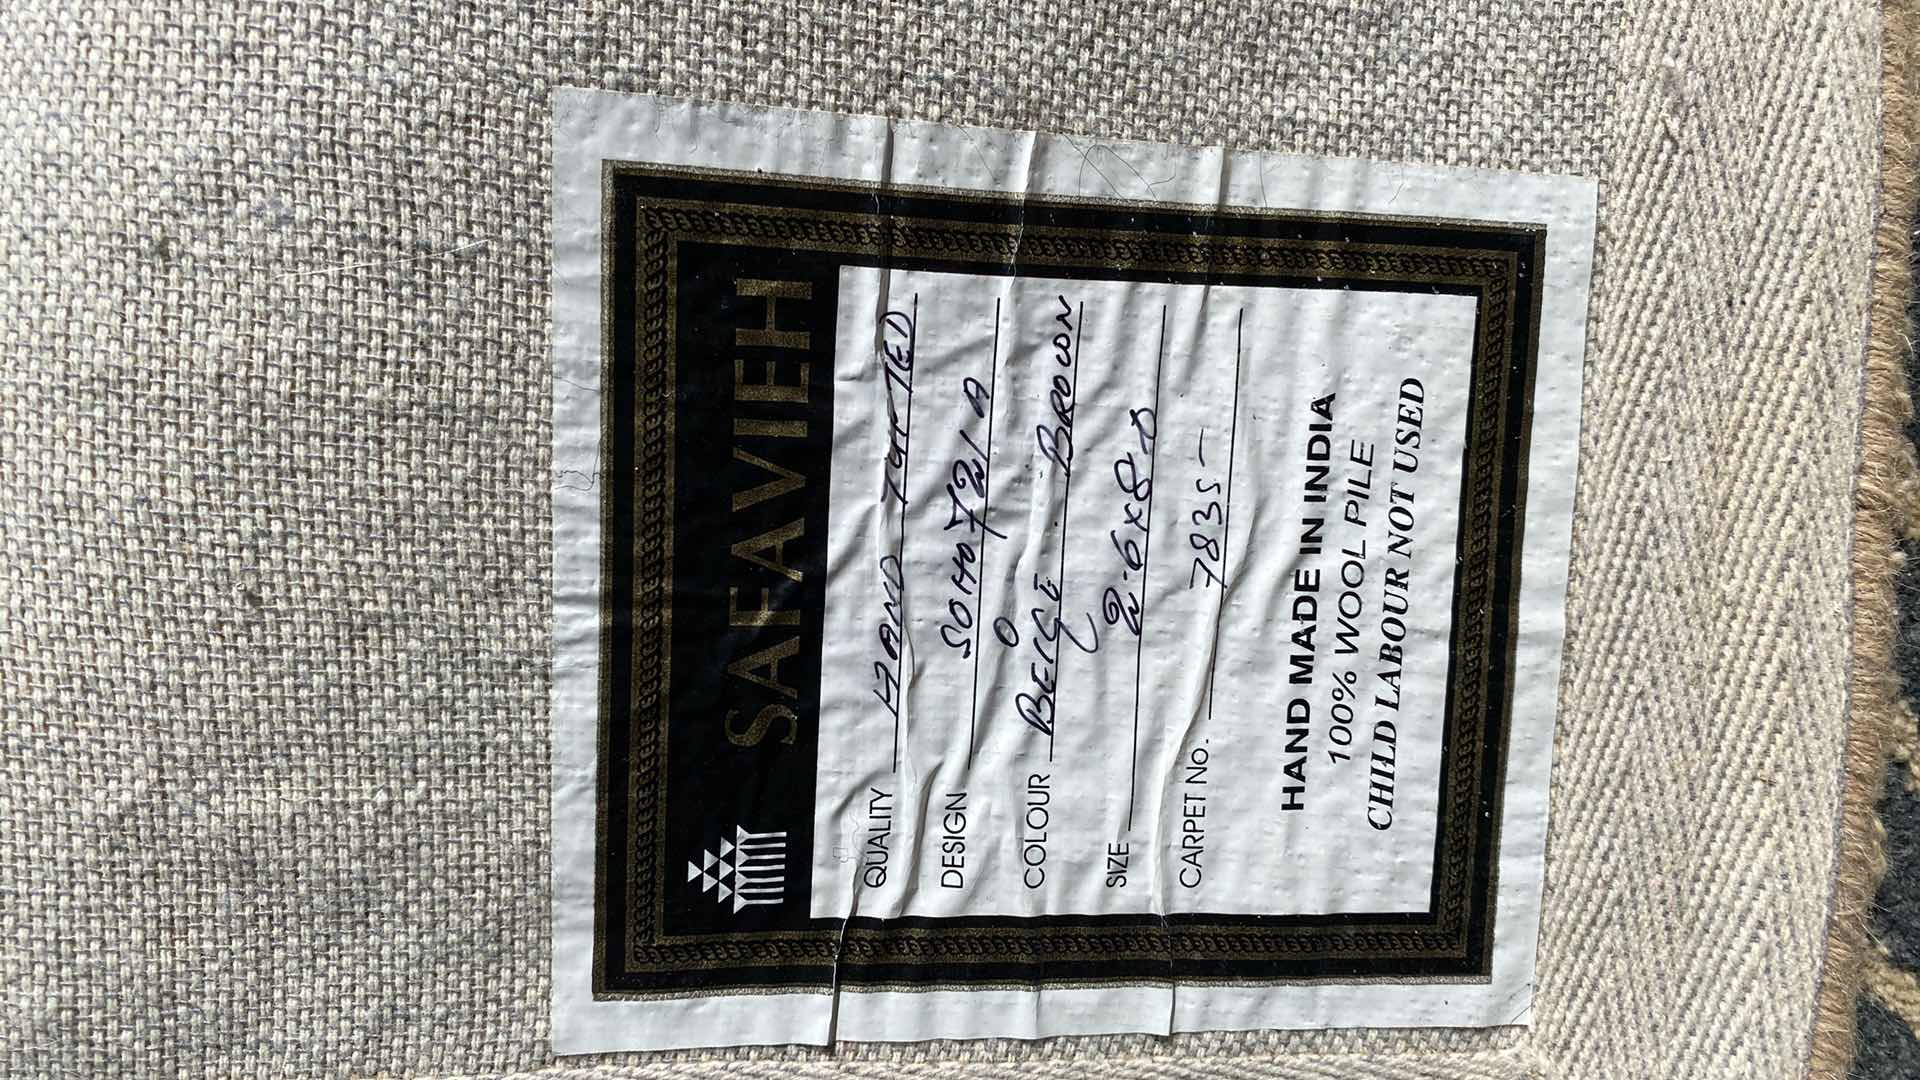 SAFAVIEH
QUALITY HAND TUFTED
DESIGN SOHO 721 A
COLOUR BEIGE BROWN
SIZE 2-6x8-0
CARPET No. 7835-
HAND MADE IN INDIA
100% WOOL PILE
CHILD LABOUR NOT USED